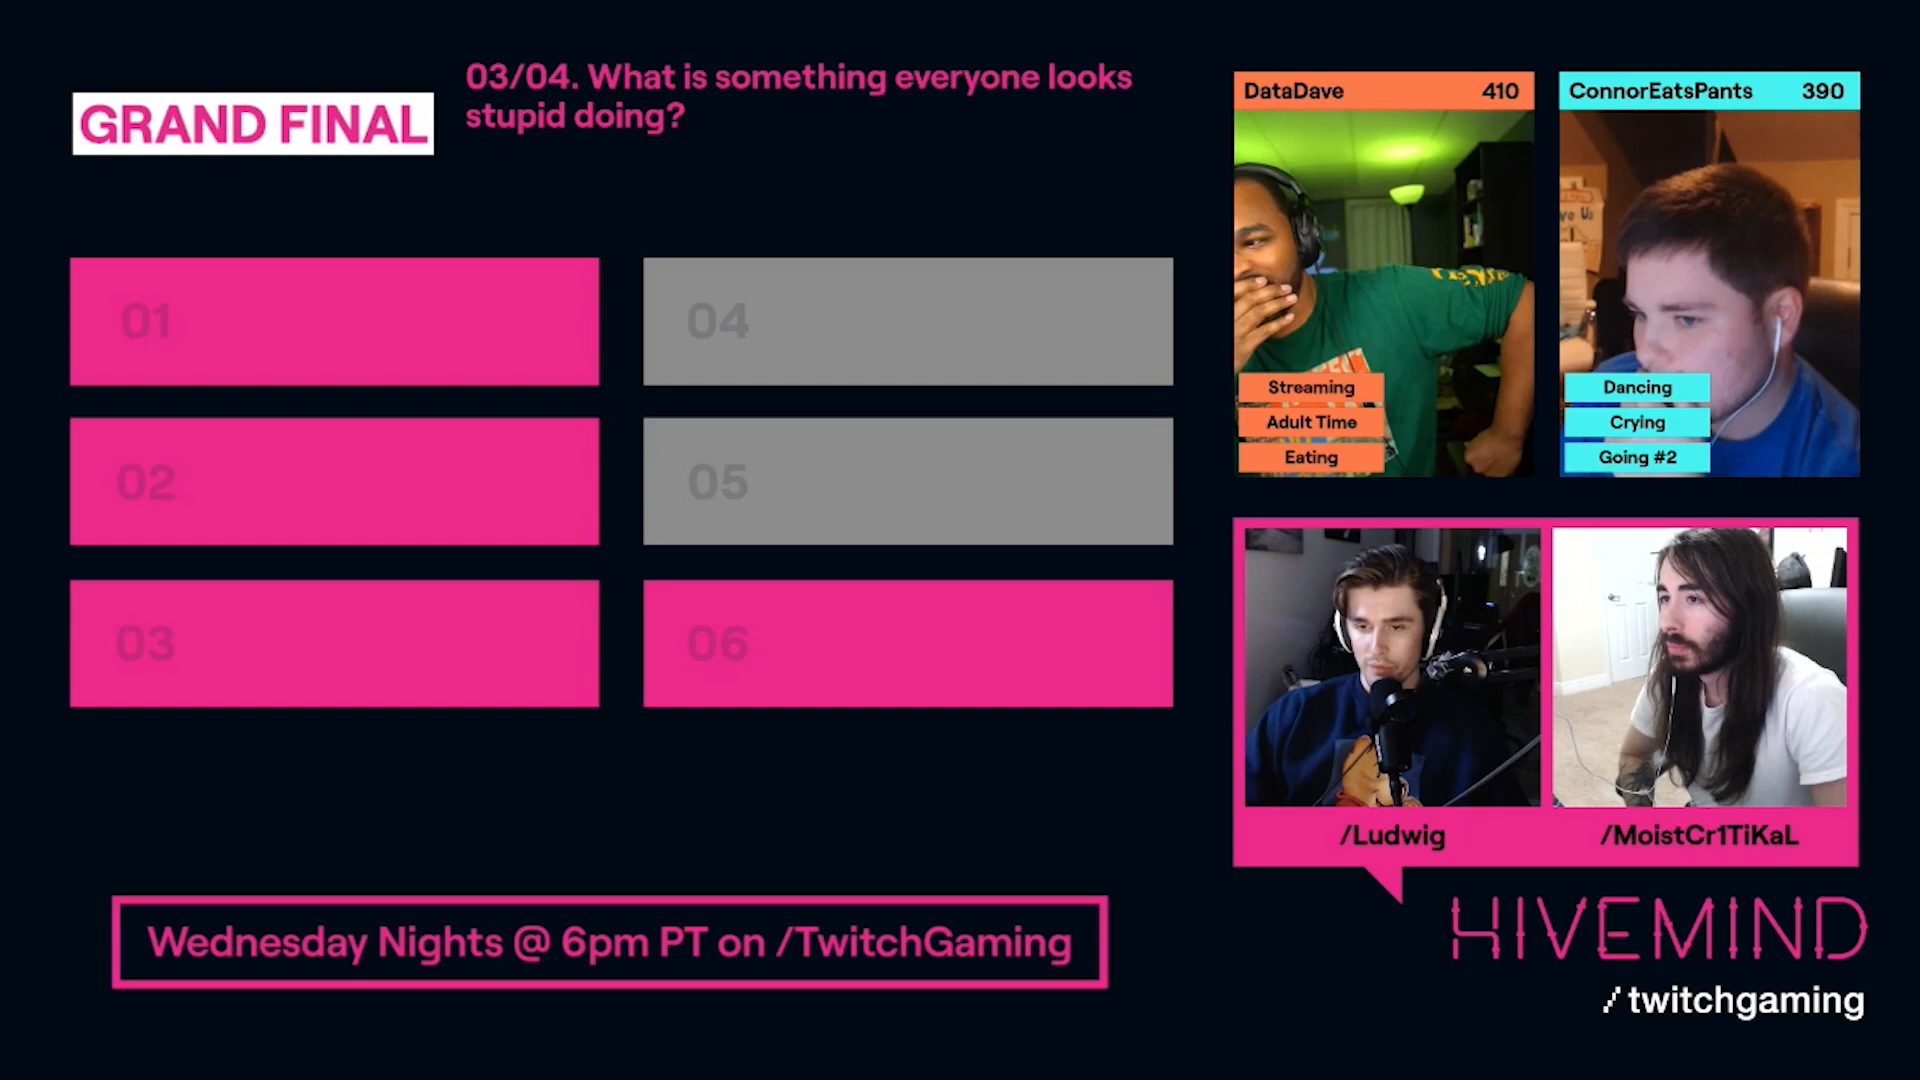 GRAND FINAL
03/04. What is something everyone looks
stupid doing?
01
02
03
04
05
06
DataDave 410
Streaming
Adult Time
Eating
ConnorEatsPants 390
Dancing
Crying
Going #2
/Ludwig
/MoistCr1TiKaL
Wednesday Nights @ 6pm PT on /TwitchGaming
HIVEMIND
/twitchgaming